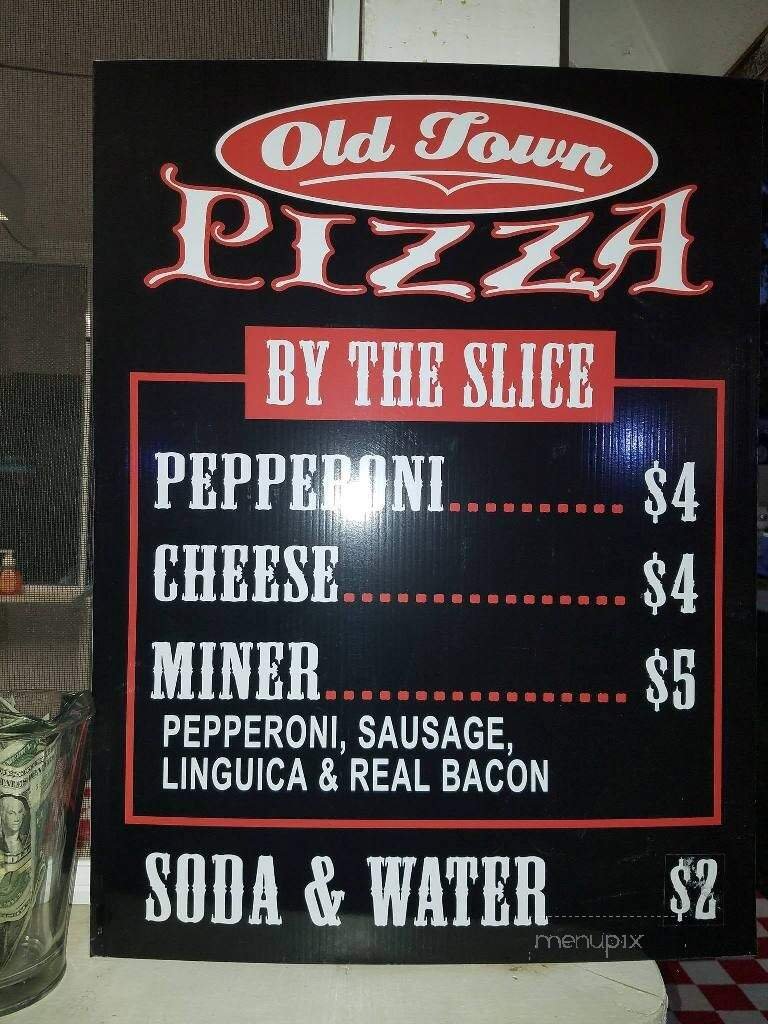 Old Town
PIZZA
BY THE SLICE
PEPPERONI.......... $4
CHEESE................ $4
MINER................. $5
PEPPERONI, SAUSAGE,
LINGUICA & REAL BACON
SODA & WATER $2
menupix